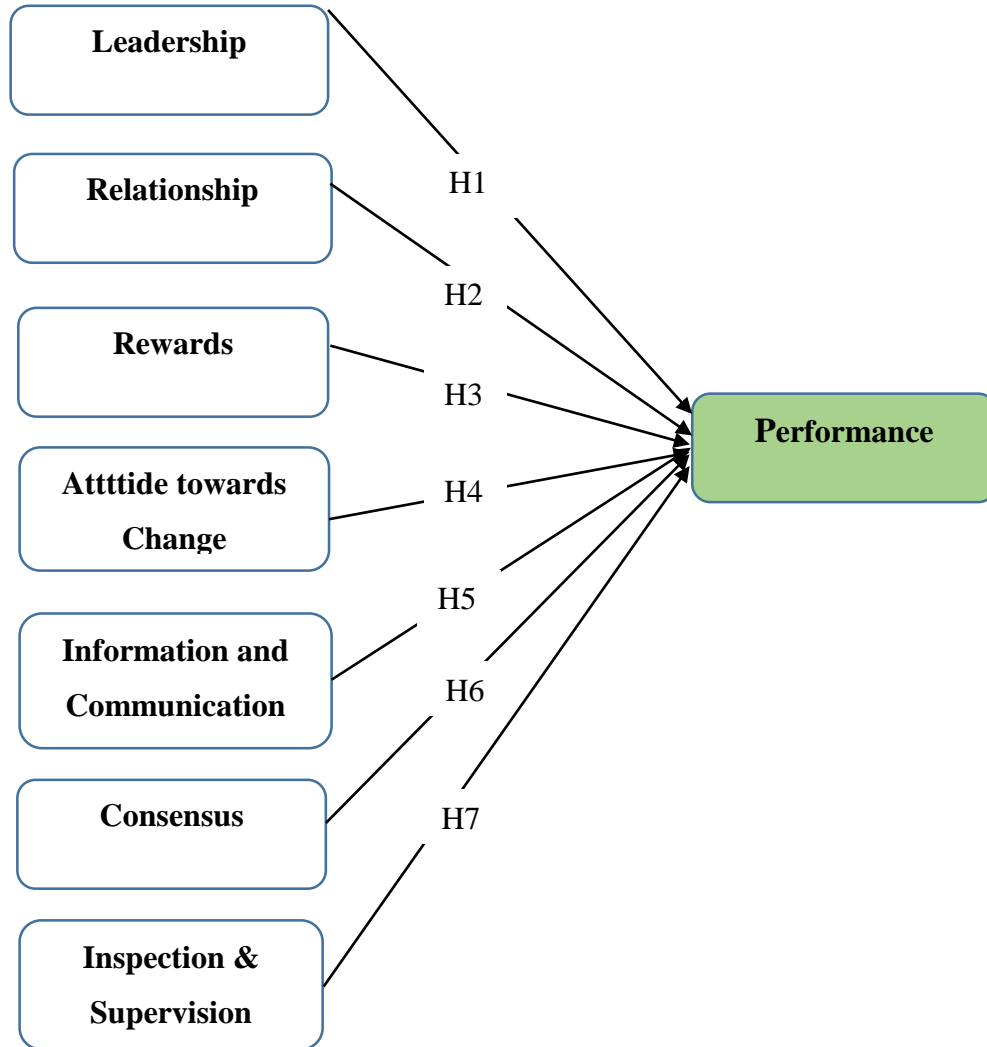 Leadership
H1
Relationship
H2
Rewards
H3
Performance
Attttide towards
Change
H4
Information and
Communication
H5
Consensus
H6
Inspection &
Supervision
H7